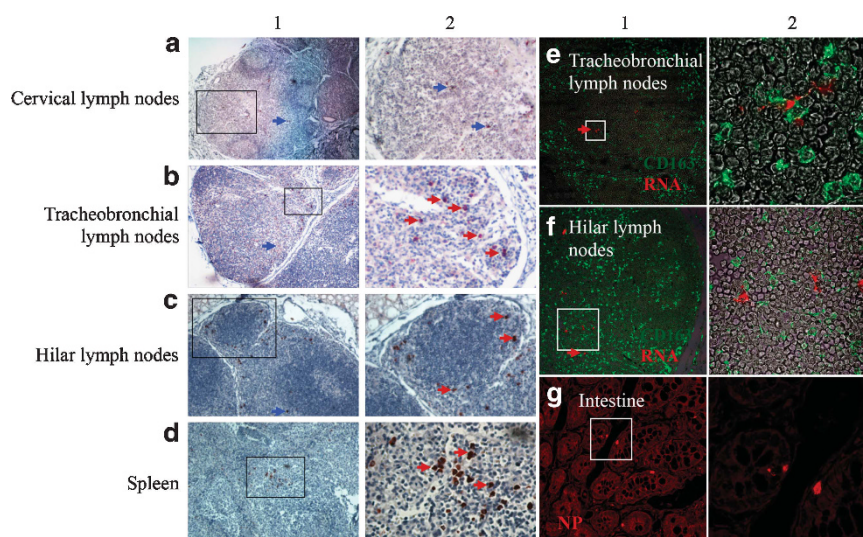 1
2
a
Cervical lymph nodes
b
Tracheobronchial
lymph nodes
c
Hilar lymph nodes
d
Spleen
1
2
e
Tracheobronchial
lymph nodes
CD163
RNA
f
Hilar lymph
nodes
RNA
g
Intestine
NP